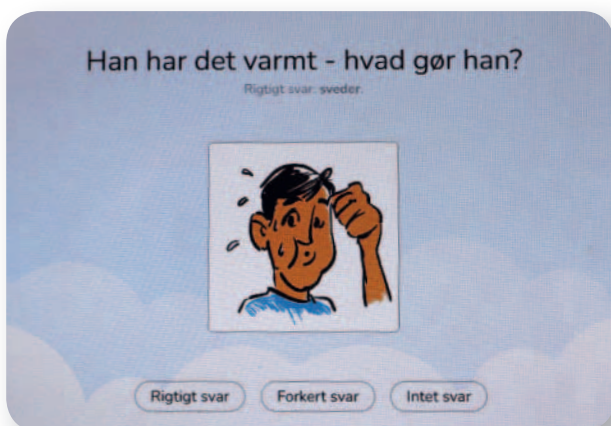 Han har det varmt - hvad gør han?
Rigtigt svar: sveder.
Rigtigt svar
Forkert svar
Intet svar